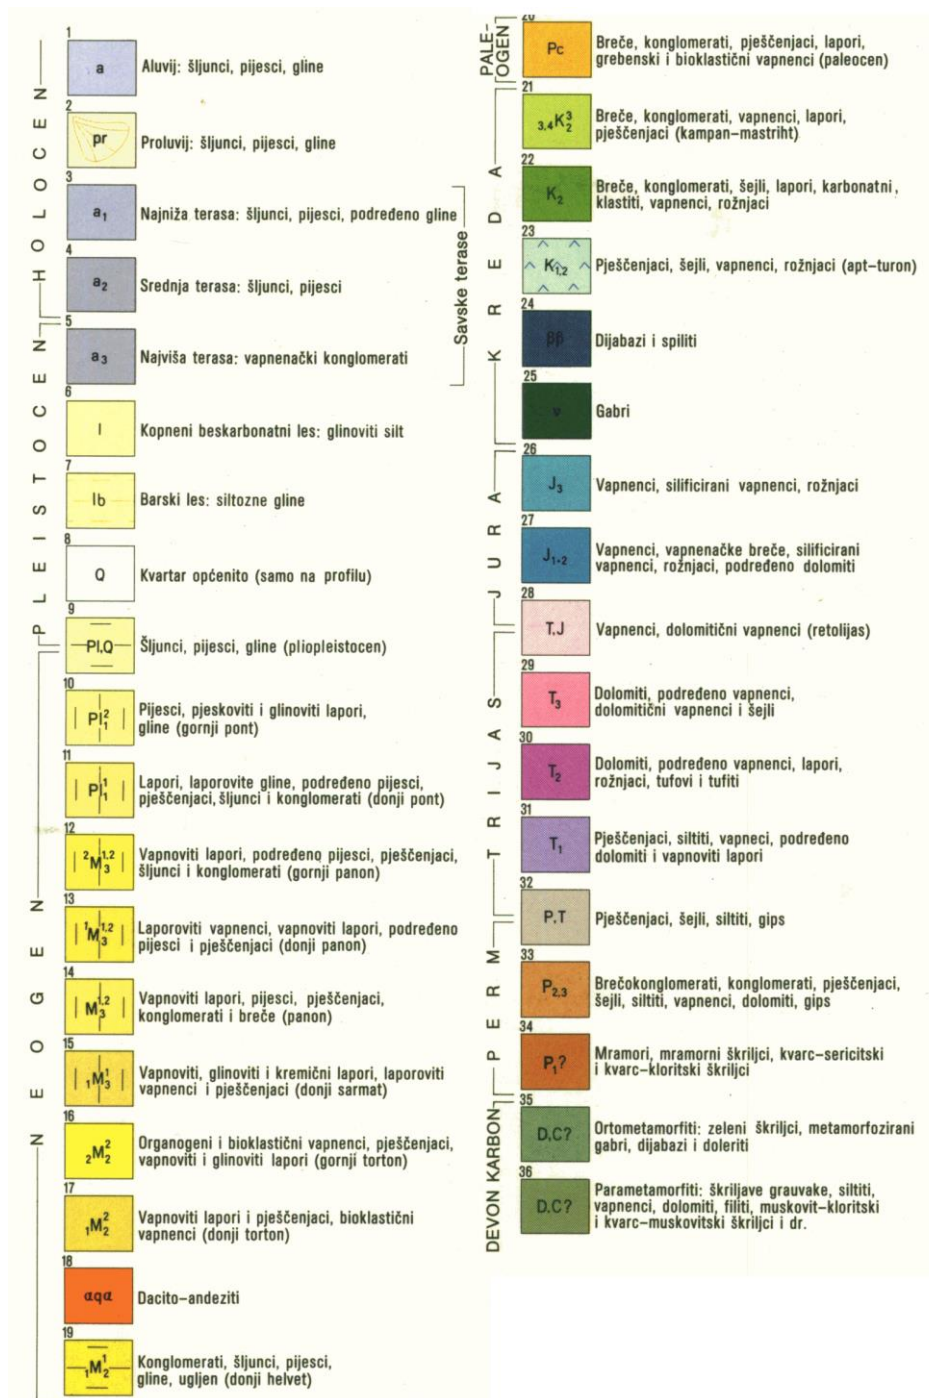 HOLOCEN
PLEISTOCEN
NEOGEN
Savske terase
1
a
Aluvij: šljunci, pijesci, gline
2
pr
Proluvij: šljunci, pijesci, gline
3
a₁
Najniža terasa: šljunci, pijesci, podređeno gline
4
a₂
Srednja terasa: šljunci, pijesci
5
a₃
Najviša terasa: vapnenački konglomerati
6
l
Kopneni beskarbonatni les: glinoviti silt
7
lb
Barski les: siltozne gline
8
Q
Kvartar općenito (samo na profilu)
9
Pl,Q
Šljunci, pijesci, gline (pliopleistocen)
10
Pl₁²
Pijesci, pjeskoviti i glinoviti lapori,
gline (gornji pont)
11
Pl₁¹
Lapori, laporovite gline, podređeno pijesci,
pješčenjaci, šljunci i konglomerati (donji pont)
12
²M₃¹,²
Vapnoviti lapori, podređeno pijesci, pješčenjaci,
šljunci i konglomerati (gornji panon)
13
¹M₃¹,²
Laporoviti vapnenci, vapnoviti lapori, podređeno
pijesci i pješčenjaci (donji panon)
14
M₃¹,²
Vapnoviti lapori, pijesci, pješčenjaci,
konglomerati i breče (panon)
15
₁M₃¹
Vapnoviti, glinoviti i kremični lapori, laporoviti
vapnenci i pješčenjaci (donji sarmat)
16
₂M₂²
Organogeni i bioklastični vapnenci, pješčenjaci,
vapnoviti i glinoviti lapori (gornji torton)
17
₁M₂²
Vapnoviti lapori i pješčenjaci, bioklastični
vapnenci (donji torton)
18
αqα
Dacito–andeziti
19
₁M₂¹
Konglomerati, šljunci, pijesci,
gline, ugljen (donji helvet)
PALE-
OGEN
KREDA
JURA
TRIJAS
PERM
DEVON KARBON
20
Pc
Breče, konglomerati, pješčenjaci, lapori,
grebenski i bioklastični vapnenci (paleocen)
21
₃,₄K₂³
Breče, konglomerati, vapnenci, lapori,
pješčenjaci (kampan–mastriht)
22
K₂
Breče, konglomerati, šejli, lapori, karbonatni,
klastiti, vapnenci, rožnjaci
23
K₁,₂
Pješčenjaci, šejli, vapnenci, rožnjaci (apt–turon)
24
ββ
Dijabazi i spiliti
25
ν
Gabri
26
J₃
Vapnenci, silificirani vapnenci, rožnjaci
27
J₁₊₂
Vapnenci, vapnenačke breče, silificirani
vapnenci, rožnjaci, podređeno dolomiti
28
T,J
Vapnenci, dolomitični vapnenci (retolijas)
29
T₃
Dolomiti, podređeno vapnenci,
dolomitični vapnenci i šejli
30
T₂
Dolomiti, podređeno vapnenci, lapori,
rožnjaci, tufovi i tufiti
31
T₁
Pješčenjaci, siltiti, vapneci, podređeno
dolomiti i vapnoviti lapori
32
P,T
Pješčenjaci, šejli, siltiti, gips
33
P₂,₃
Brečokonglomerati, konglomerati, pješčenjaci,
šejli, siltiti, vapnenci, dolomiti, gips
34
P₁?
Mramori, mramorni škriljci, kvarc–sericitski
i kvarc–kloritski škriljci
35
D,C?
Ortometamorfiti: zeleni škriljci, metamorfozirani
gabri, dijabazi i doleriti
36
D,C?
Parametamorfiti: škriljave grauvake, siltiti,
vapnenci, dolomiti, filiti, muskovit–kloritski
i kvarc–muskovitski škriljci i dr.